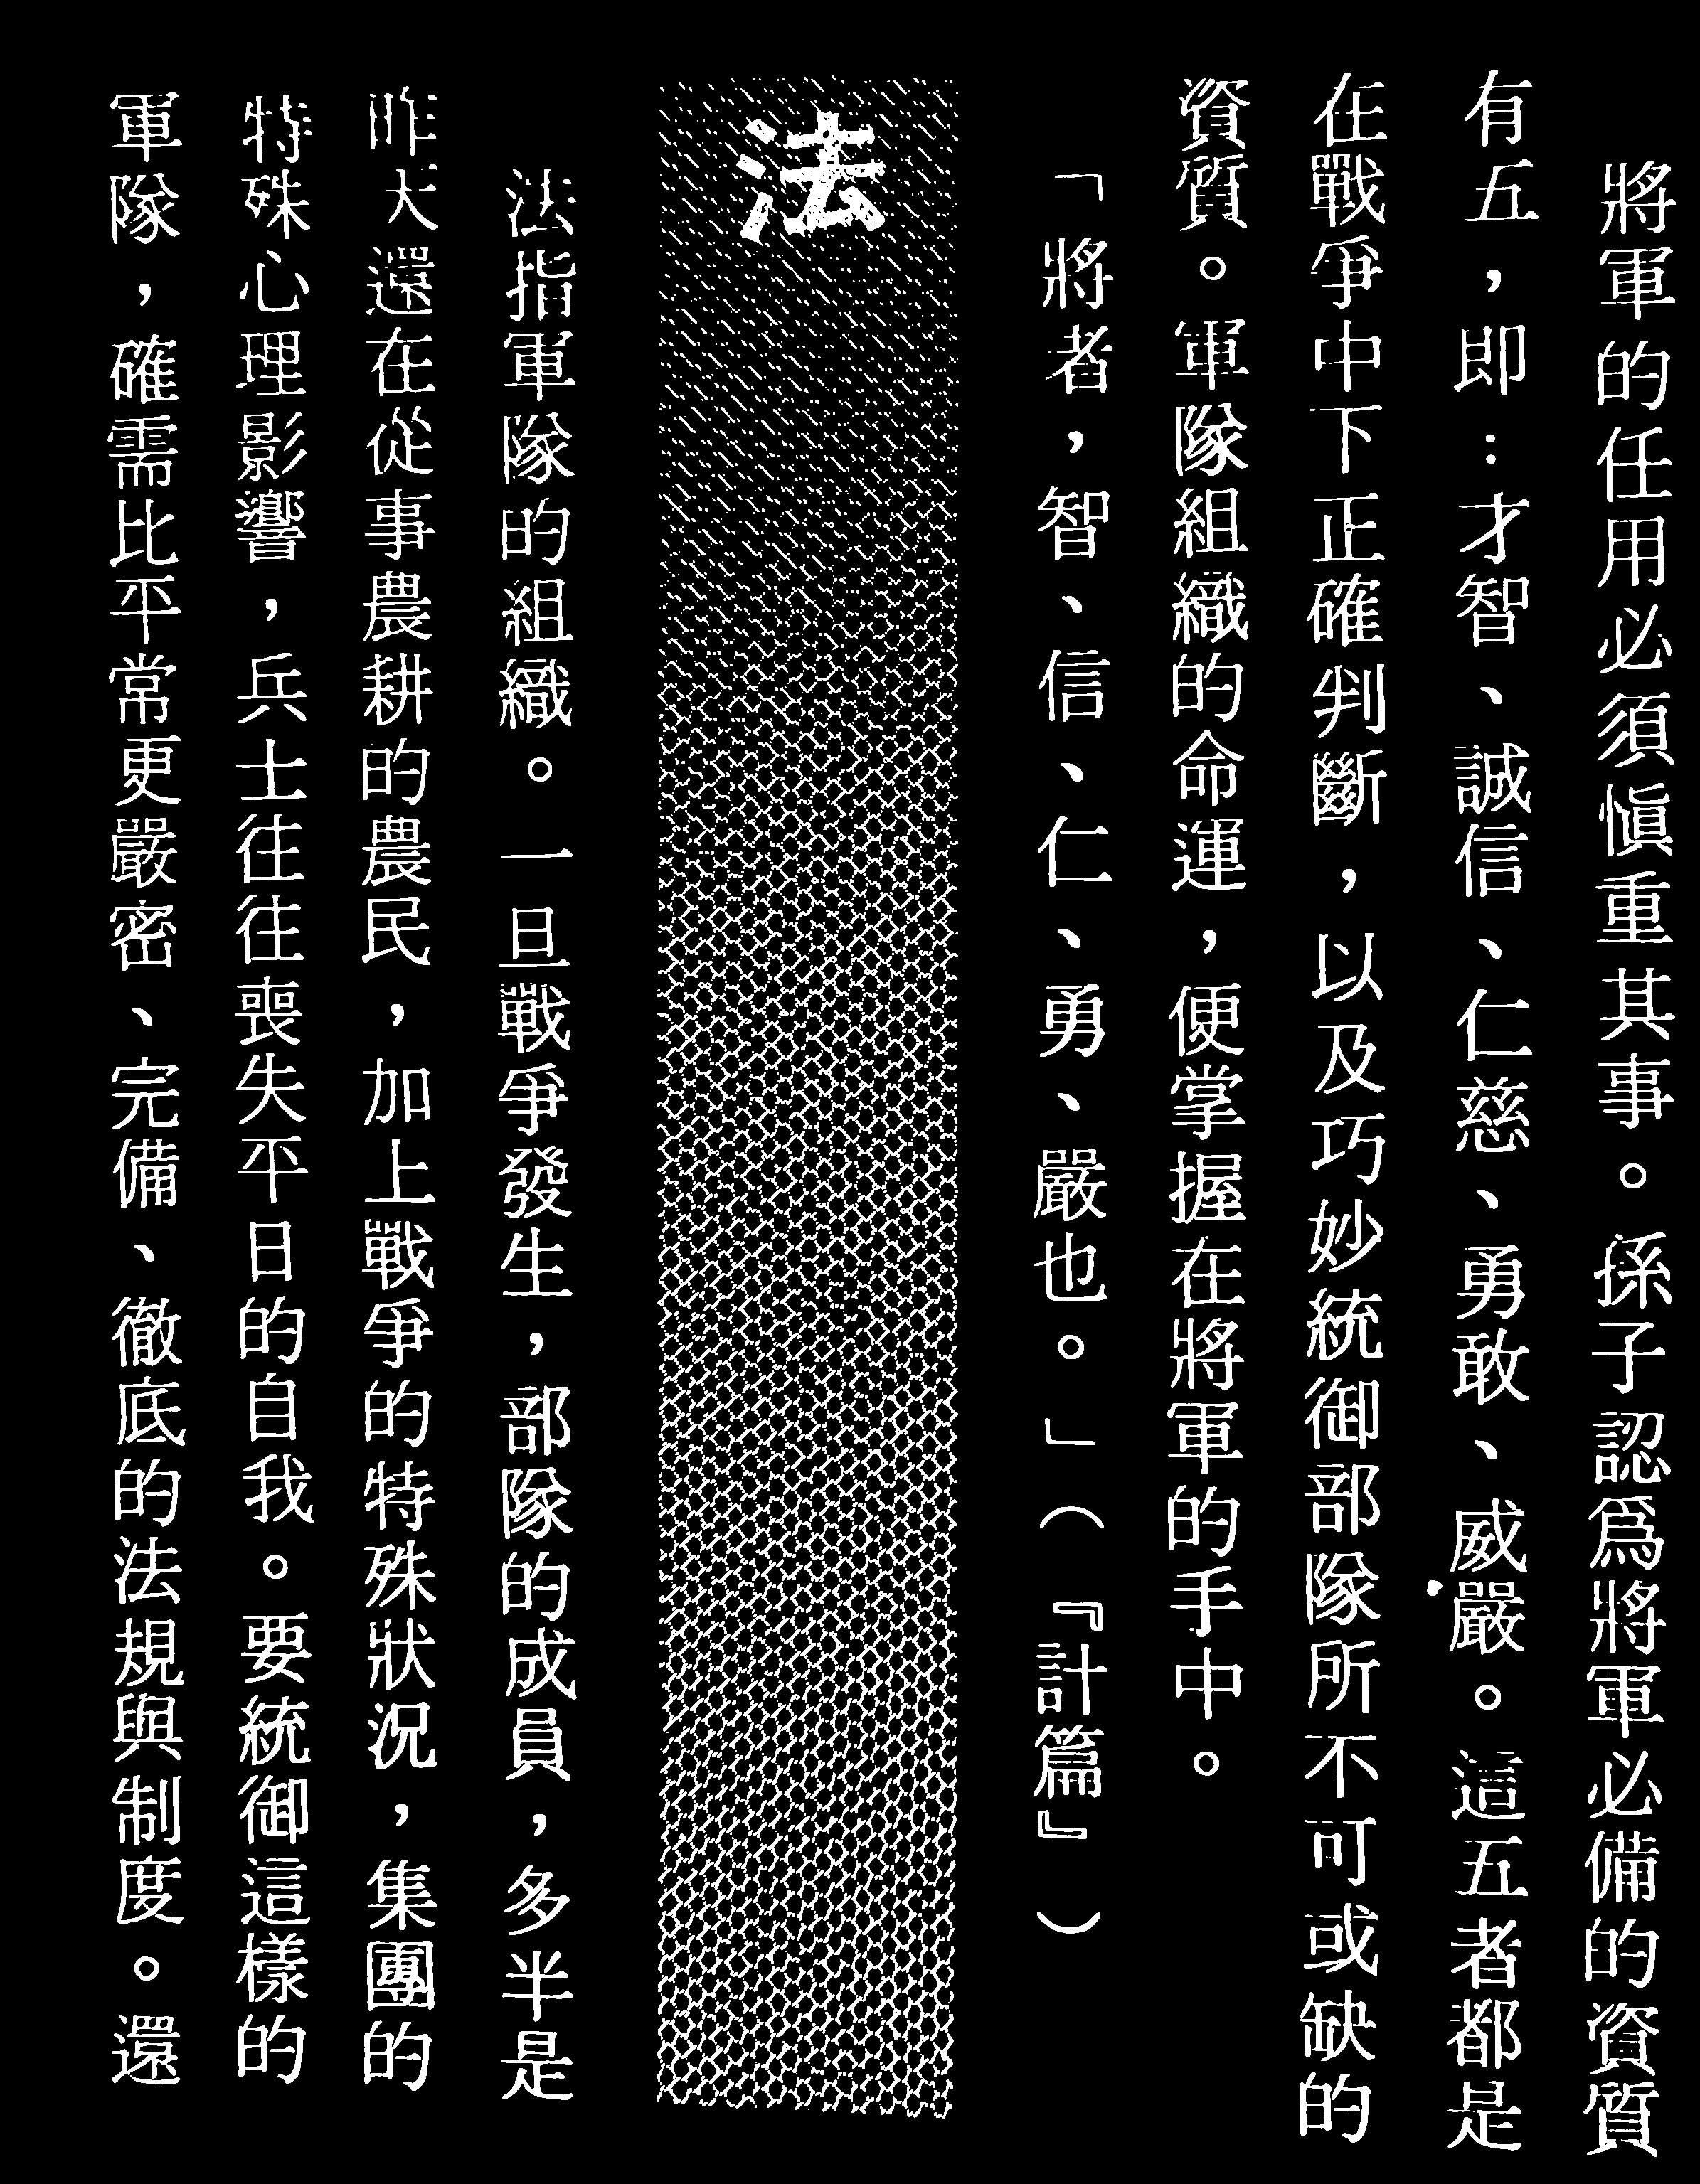 將軍的任用必須慎重其事。孫子認爲將軍必備的資質
有五，即：才智、誠信、仁慈、勇敢、威嚴。這五者都是
在戰爭中下正確判斷，以及巧妙統御部隊所不可或缺的
資質。軍隊組織的命運，便掌握在將軍的手中。
「將者，智、信、仁、勇、嚴也。」（『計篇』）
法
法指軍隊的組織。一旦戰爭發生，部隊的成員，多半是
昨天還在從事農耕的農民，加上戰爭的特殊狀況，集團的
特殊心理影響，兵士往往喪失平日的自我。要統御這樣的
軍隊，確需比平常更嚴密、完備、徹底的法規與制度。還